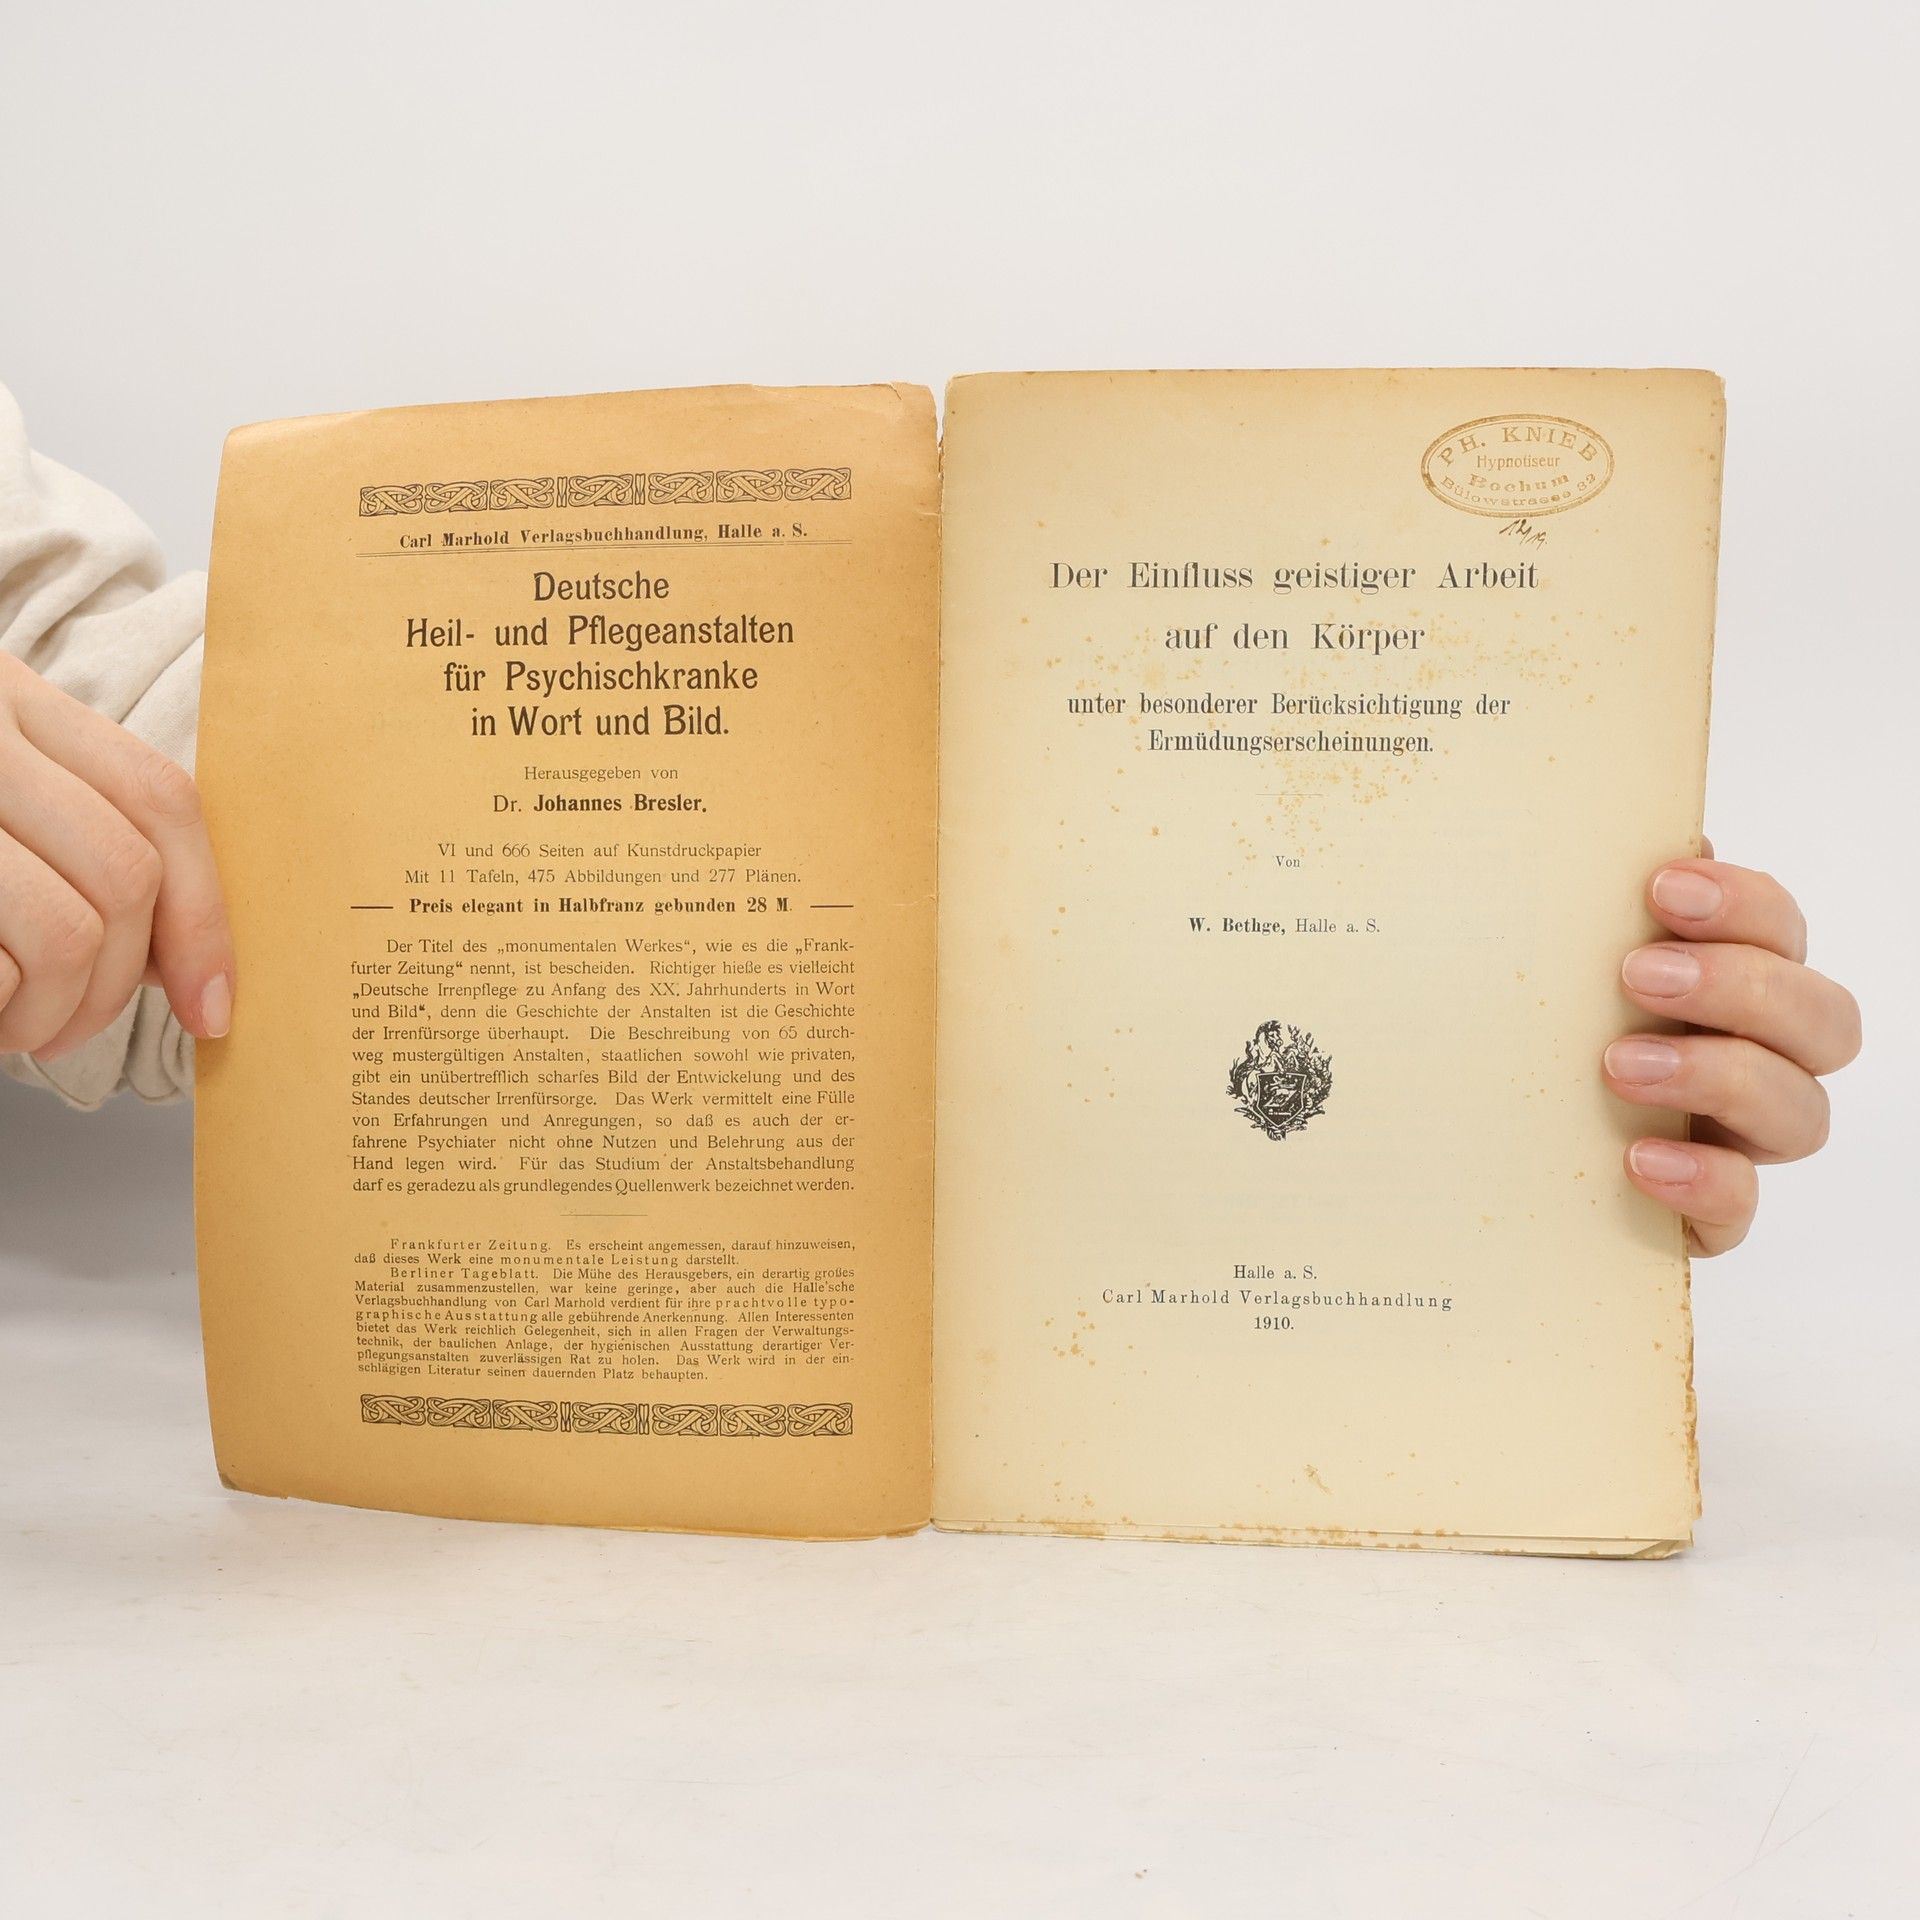 Carl Marhold Verlagsbuchhandlung, Halle a. S.
Deutsche
Heil- und Pflegeanstalten
für Psychischkranke
in Wort und Bild.
Herausgegeben von
Dr. Johannes Bresler.
VI und 666 Seiten auf Kunstdruckpapier
Mit 11 Tafeln, 475 Abbildungen und 277 Plänen.
Preis elegant in Halbfranz gebunden 28 M.
Der Titel des „monumentalen Werkes“, wie es die „Frank-
furter Zeitung“ nennt, ist bescheiden. Richtiger hieße es vielleicht
„Deutsche Irrenpflege zu Anfang des XX. Jahrhunderts in Wort
und Bild“, denn die Geschichte der Anstalten ist die Geschichte
der Irrenfürsorge überhaupt. Die Beschreibung von 65 durch-
weg mustergültigen Anstalten, staatlichen sowohl wie privaten,
gibt ein unübertrefflich scharfes Bild der Entwickelung und des
Standes deutscher Irrenfürsorge. Das Werk vermittelt eine Fülle
von Erfahrungen und Anregungen, so daß es auch der er-
fahrene Psychiater nicht ohne Nutzen und Belehrung aus der
Hand legen wird. Für das Studium der Anstaltsbehandlung
darf es geradezu als grundlegendes Quellenwerk bezeichnet werden.
Frankfurter Zeitung. Es erscheint angemessen, darauf hinzuweisen,
daß dieses Werk eine monumentale Leistung darstellt.
Berliner Tageblatt. Die Mühe des Herausgebers, ein derartig großes
Material zusammenzustellen, war keine geringe, aber auch die Halle'sche
Verlagsbuchhandlung von Carl Marhold verdient für ihre prachtvolle typo-
graphische Ausstattung alle gebührende Anerkennung. Allen Interessenten
bietet das Werk reichlich Gelegenheit, sich in allen Fragen der Verwaltungs-
technik, der baulichen Anlage, der hygienischen Ausstattung derartiger Ver-
pflegungsanstalten zuverlässigen Rat zu holen. Das Werk wird in der ein-
schlägigen Literatur seinen dauernden Platz behaupten.
PH. KNIEB
Hypnotiseur
Bochum
Bülowstrasse 32
12/19.
Der Einfluss geistiger Arbeit
auf den Körper
unter besonderer Berücksichtigung der
Ermüdungserscheinungen.
Von
W. Bethge, Halle a. S.
Halle a. S.
Carl Marhold Verlagsbuchhandlung
1910.